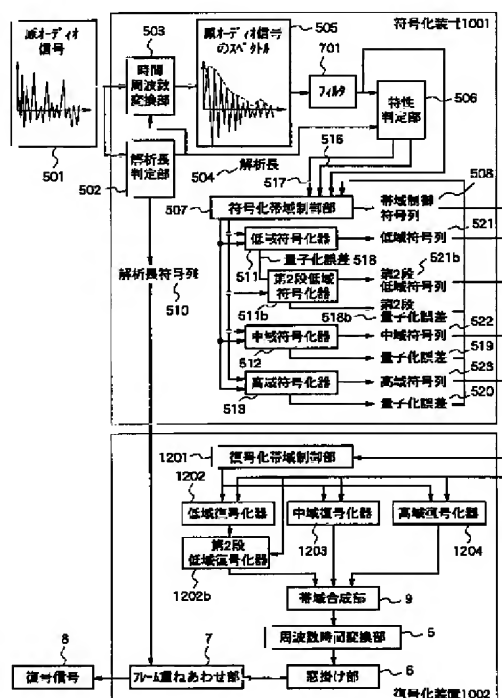 原オーディオ
信号
501
503
時間
周波数
変換部
505
原オーディオ信号
のスペクトル
701
フィルタ
符号化装置1001
特性
判定部
506
502
解析長
判定部
504
解析長
516
517
507
符号化帯域制御部
508
帯域制御
符号列
低域符号化器
511
低域符号列
521
量子化誤差 518
第2段低域
符号化器
511b
第2段
低域符号列
521b
第2段
量子化誤差
518b
解析長符号列
510
中域符号化器
512
中域符号列
522
量子化誤差
519
高域符号化器
513
高域符号列
523
量子化誤差
520
1201
復号化帯域制御部
1202
低域復号化器
中域復号化器
1203
高域復号化器
1204
第2段
低域復号化器
1202b
帯域合成部
9
周波数時間変換部
5
窓掛け部
6
7
フレーム重ねあわせ部
8
復号信号
復号化装置1002